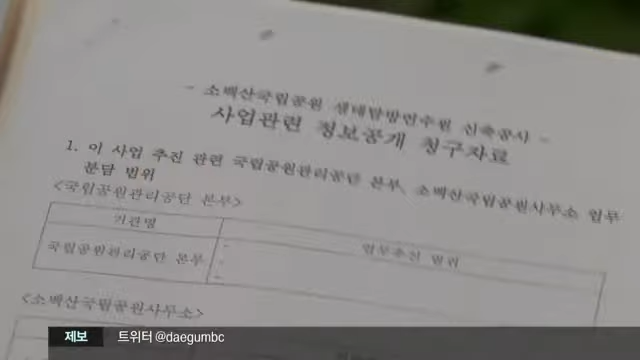 - 소백산국립공원 생태탐방연수원 신축공사 -
사업관련 정보공개 청구자료
1. 이 사업 추진 관련 국립공원관리공단 본부, 소백산국립공원사무소 업무
분담 범위
<국립공원관리공단 본부>
기관명 업무추진 범위
국립공원관리공단 본부
<소백산국립공원사무소>
제보 트위터 @daegumbc